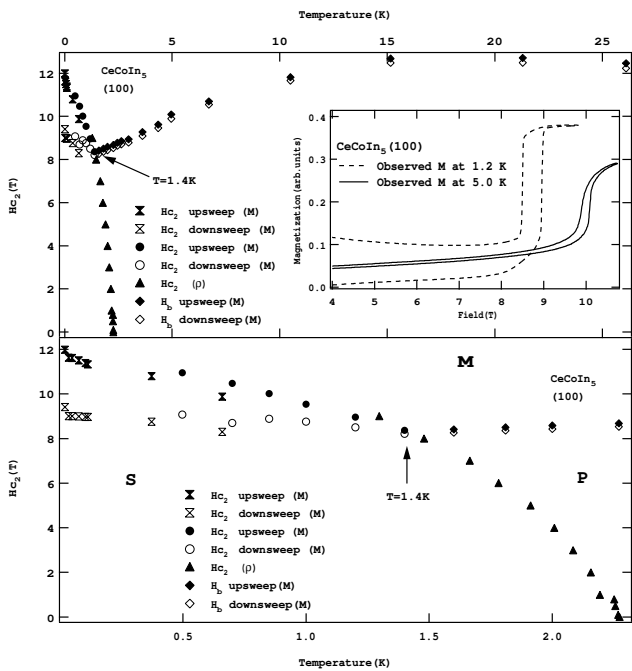 Temperature(K)
0 5 10 15 20 25
12
10
8
6
4
2
0
Hc2(T)
CeCoIn5
(100)
T=1.4K
Hc2 upsweep (M)
Hc2 downsweep (M)
Hc2 upsweep (M)
Hc2 downsweep (M)
Hc2 (ρ)
Hb upsweep(M)
Hb downsweep(M)
0.4
0.3
0.2
0.1
0.0
Magnetization(arb.units)
CeCoIn5(100)
Observed M at 1.2 K
Observed M at 5.0 K
4 5 6 7 8 9 10
Field(T)
12
10
8
6
4
2
0
Hc2(T)
M
CeCoIn5
(100)
S
P
T=1.4K
Hc2 upsweep (M)
Hc2 downsweep (M)
Hc2 upsweep (M)
Hc2 downsweep (M)
Hc2 (ρ)
Hb upsweep(M)
Hb downsweep(M)
0.5 1.0 1.5 2.0
Temperature(K)